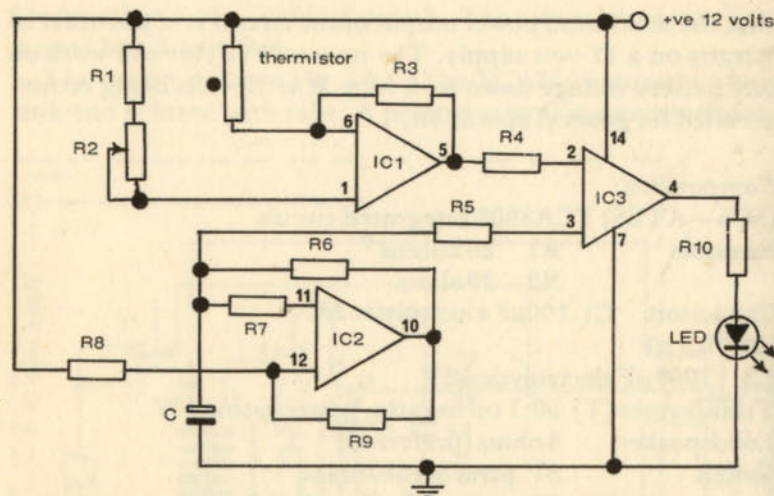 +ve 12 volts
R1
thermistor
R3
R2
6
14
IC1
5
R4
2
1
IC3
4
R5
3
7
R6
R10
R7
11
IC2
10
LED
R8
12
C
R9